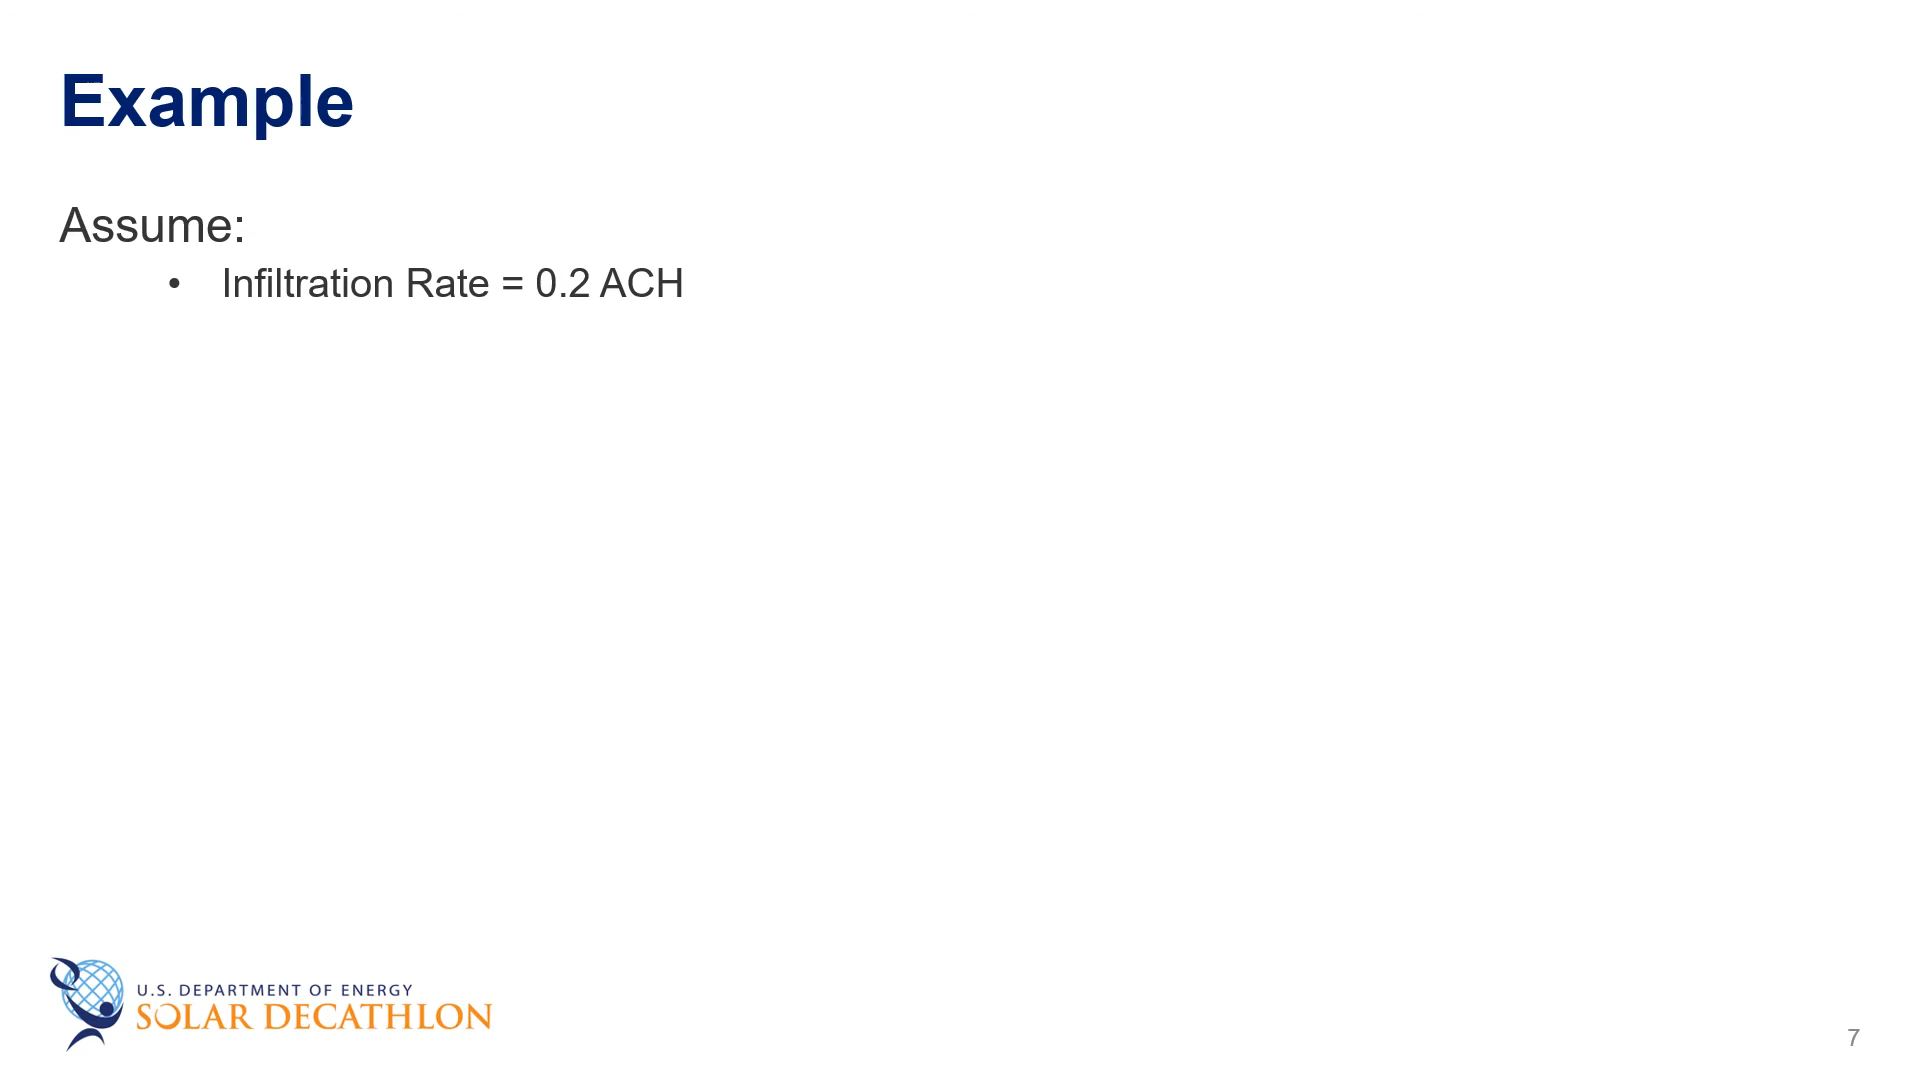 Example
Assume:
• Infiltration Rate = 0.2 ACH
U.S. DEPARTMENT OF ENERGY
SOLAR DECATHLON
7